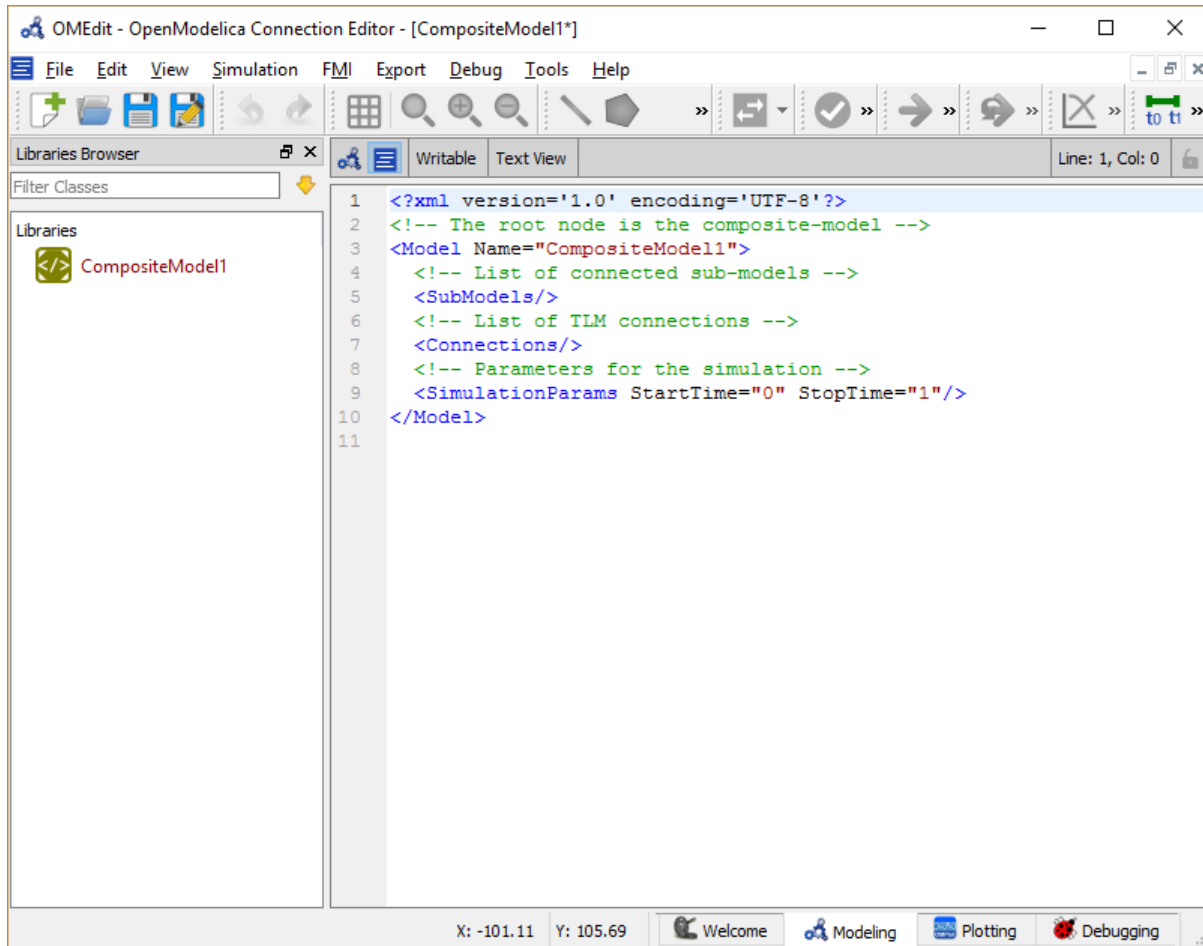 OMEdit - OpenModelica Connection Editor - [CompositeModel1*]
File Edit View Simulation FMI Export Debug Tools Help
t0 t1
Libraries Browser
Writable Text View Line: 1, Col: 0
Filter Classes
Libraries
CompositeModel1
1 <?xml version='1.0' encoding='UTF-8'?>
2 <!-- The root node is the composite-model -->
3 <Model Name="CompositeModel1">
4 <!-- List of connected sub-models -->
5 <SubModels/>
6 <!-- List of TLM connections -->
7 <Connections/>
8 <!-- Parameters for the simulation -->
9 <SimulationParams StartTime="0" StopTime="1"/>
10 </Model>
11
X: -101.11 Y: 105.69 Welcome Modeling Plotting Debugging